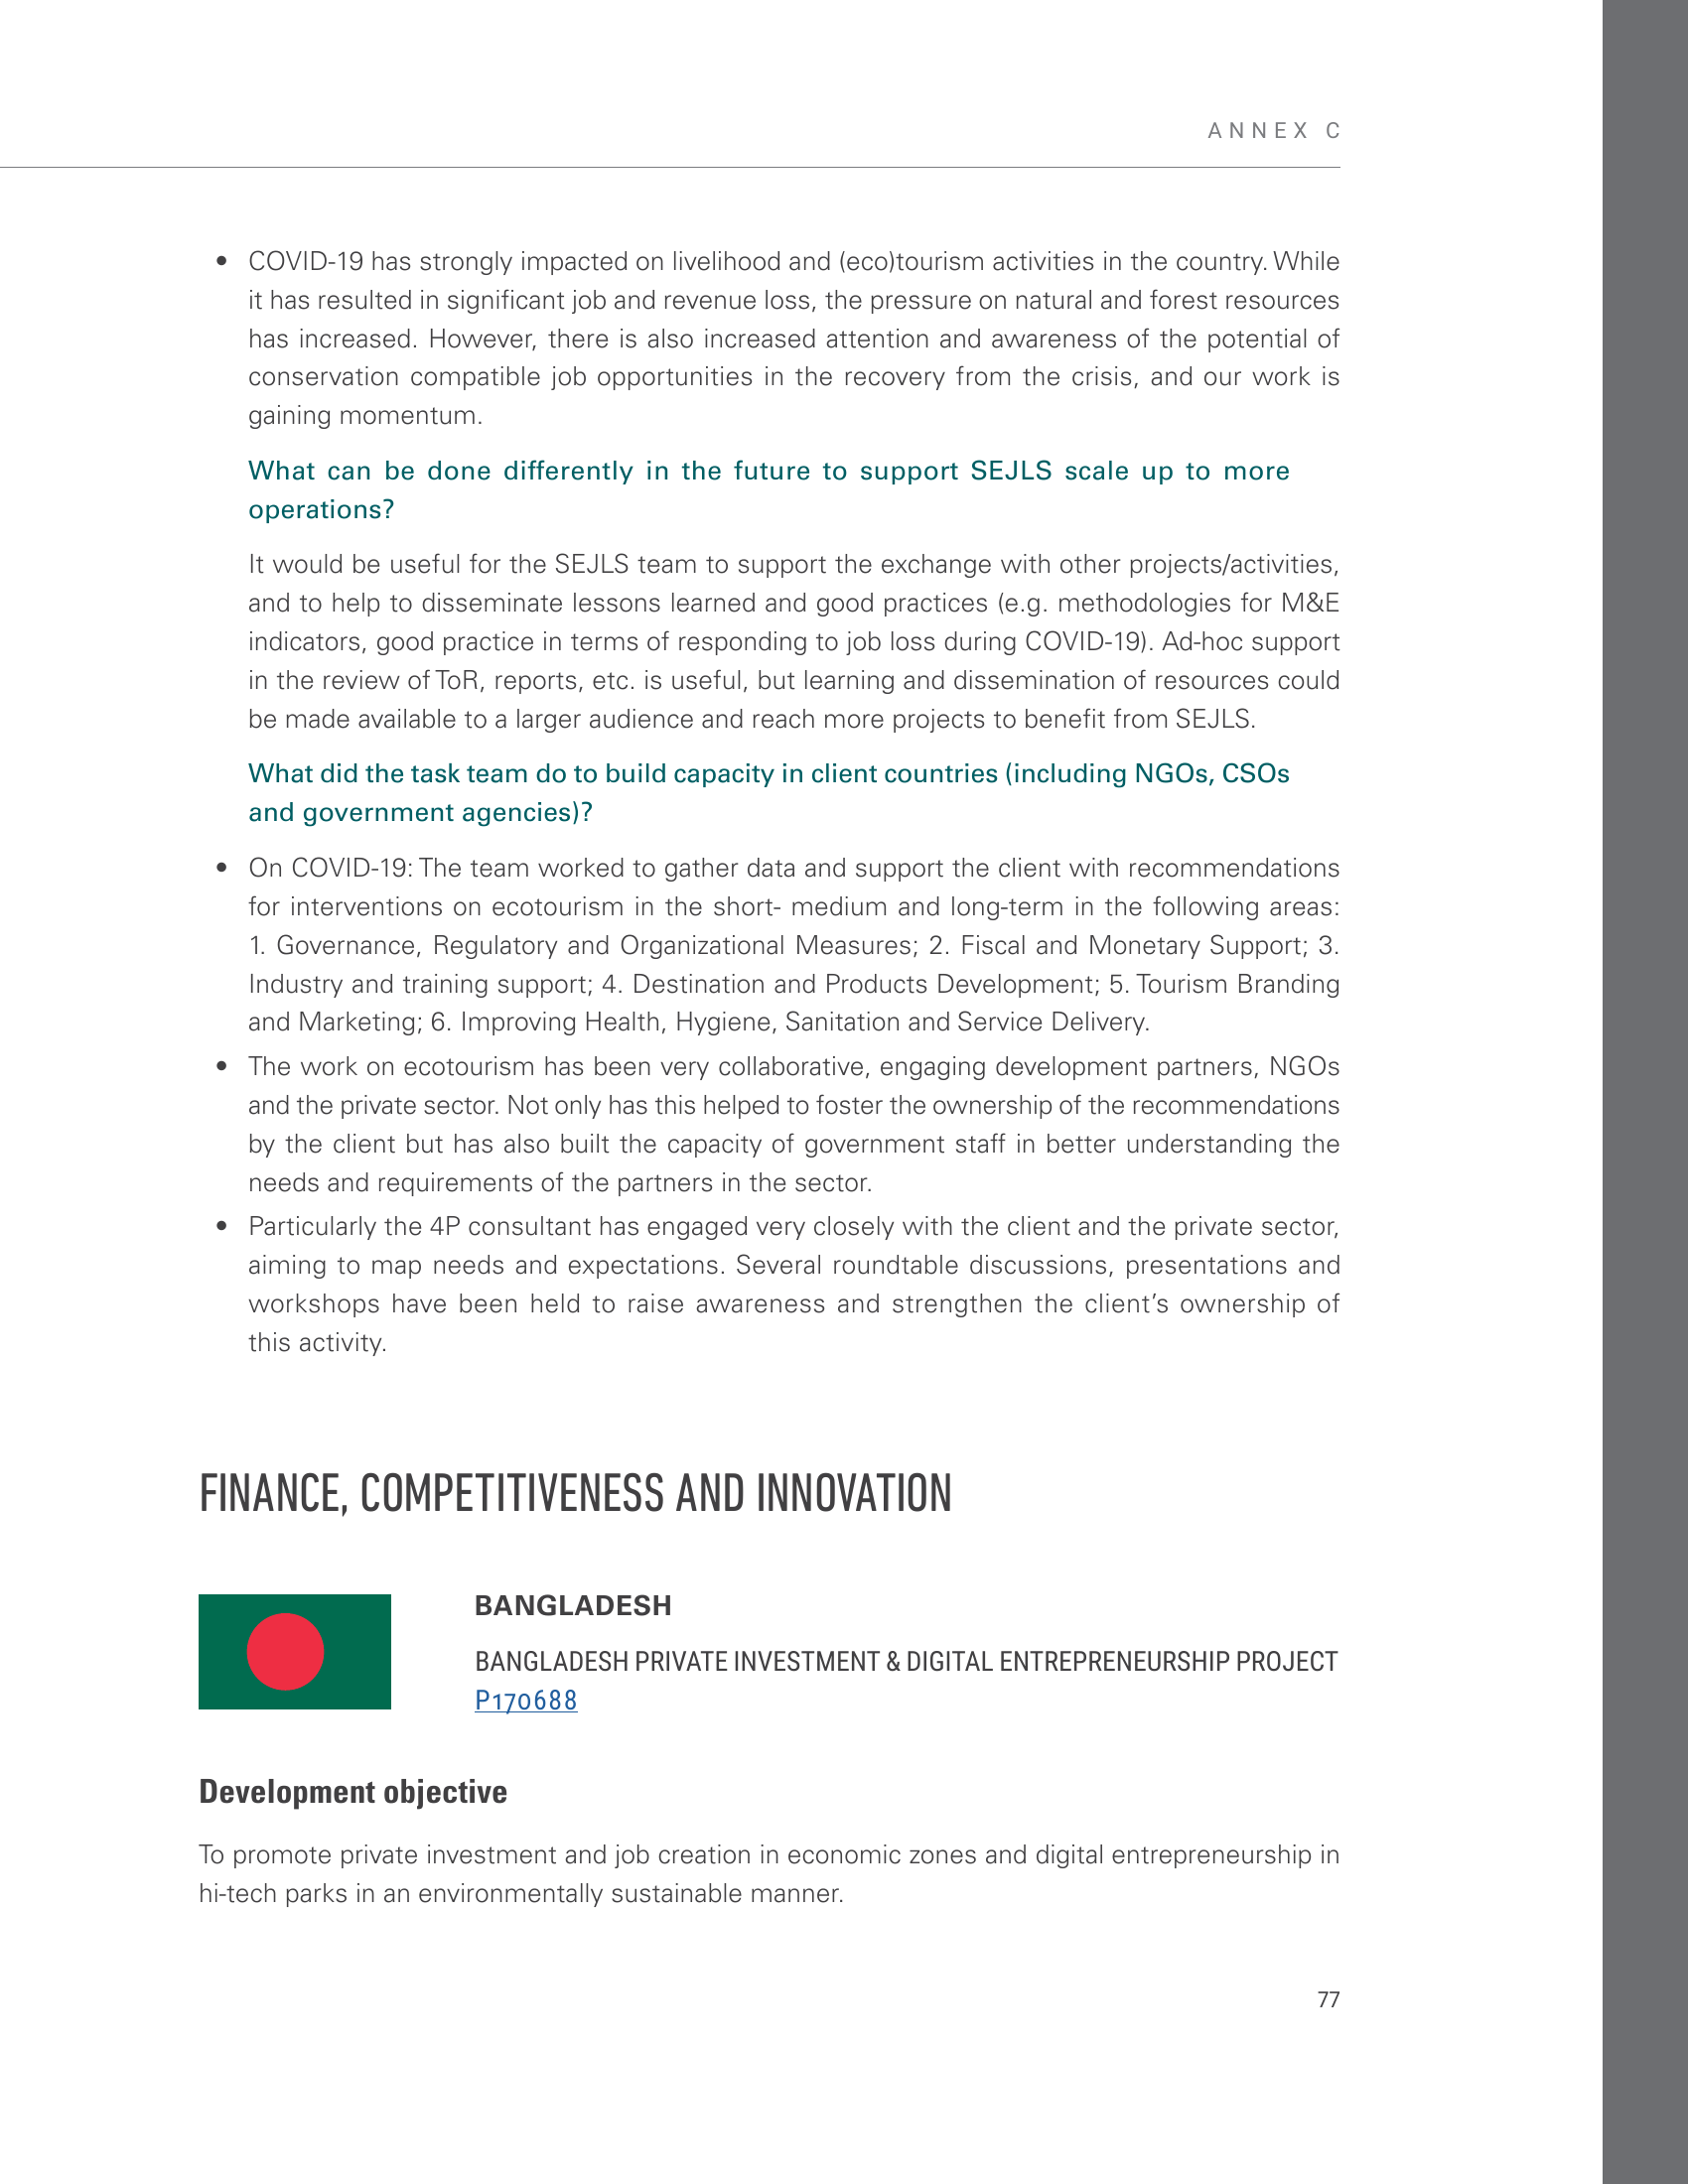 ANNEX C
• COVID-19 has strongly impacted on livelihood and (eco)tourism activities in the country. While
it has resulted in significant job and revenue loss, the pressure on natural and forest resources
has increased. However, there is also increased attention and awareness of the potential of
conservation compatible job opportunities in the recovery from the crisis, and our work is
gaining momentum.
What can be done differently in the future to support SEJLS scale up to more
operations?
It would be useful for the SEJLS team to support the exchange with other projects/activities,
and to help to disseminate lessons learned and good practices (e.g. methodologies for M&E
indicators, good practice in terms of responding to job loss during COVID-19). Ad-hoc support
in the review of ToR, reports, etc. is useful, but learning and dissemination of resources could
be made available to a larger audience and reach more projects to benefit from SEJLS.
What did the task team do to build capacity in client countries (including NGOs, CSOs
and government agencies)?
• On COVID-19: The team worked to gather data and support the client with recommendations
for interventions on ecotourism in the short- medium and long-term in the following areas:
1. Governance, Regulatory and Organizational Measures; 2. Fiscal and Monetary Support; 3.
Industry and training support; 4. Destination and Products Development; 5. Tourism Branding
and Marketing; 6. Improving Health, Hygiene, Sanitation and Service Delivery.
• The work on ecotourism has been very collaborative, engaging development partners, NGOs
and the private sector. Not only has this helped to foster the ownership of the recommendations
by the client but has also built the capacity of government staff in better understanding the
needs and requirements of the partners in the sector.
• Particularly the 4P consultant has engaged very closely with the client and the private sector,
aiming to map needs and expectations. Several roundtable discussions, presentations and
workshops have been held to raise awareness and strengthen the client’s ownership of
this activity.
FINANCE, COMPETITIVENESS AND INNOVATION
BANGLADESH
BANGLADESH PRIVATE INVESTMENT & DIGITAL ENTREPRENEURSHIP PROJECT
P170688
Development objective
To promote private investment and job creation in economic zones and digital entrepreneurship in
hi-tech parks in an environmentally sustainable manner.
77